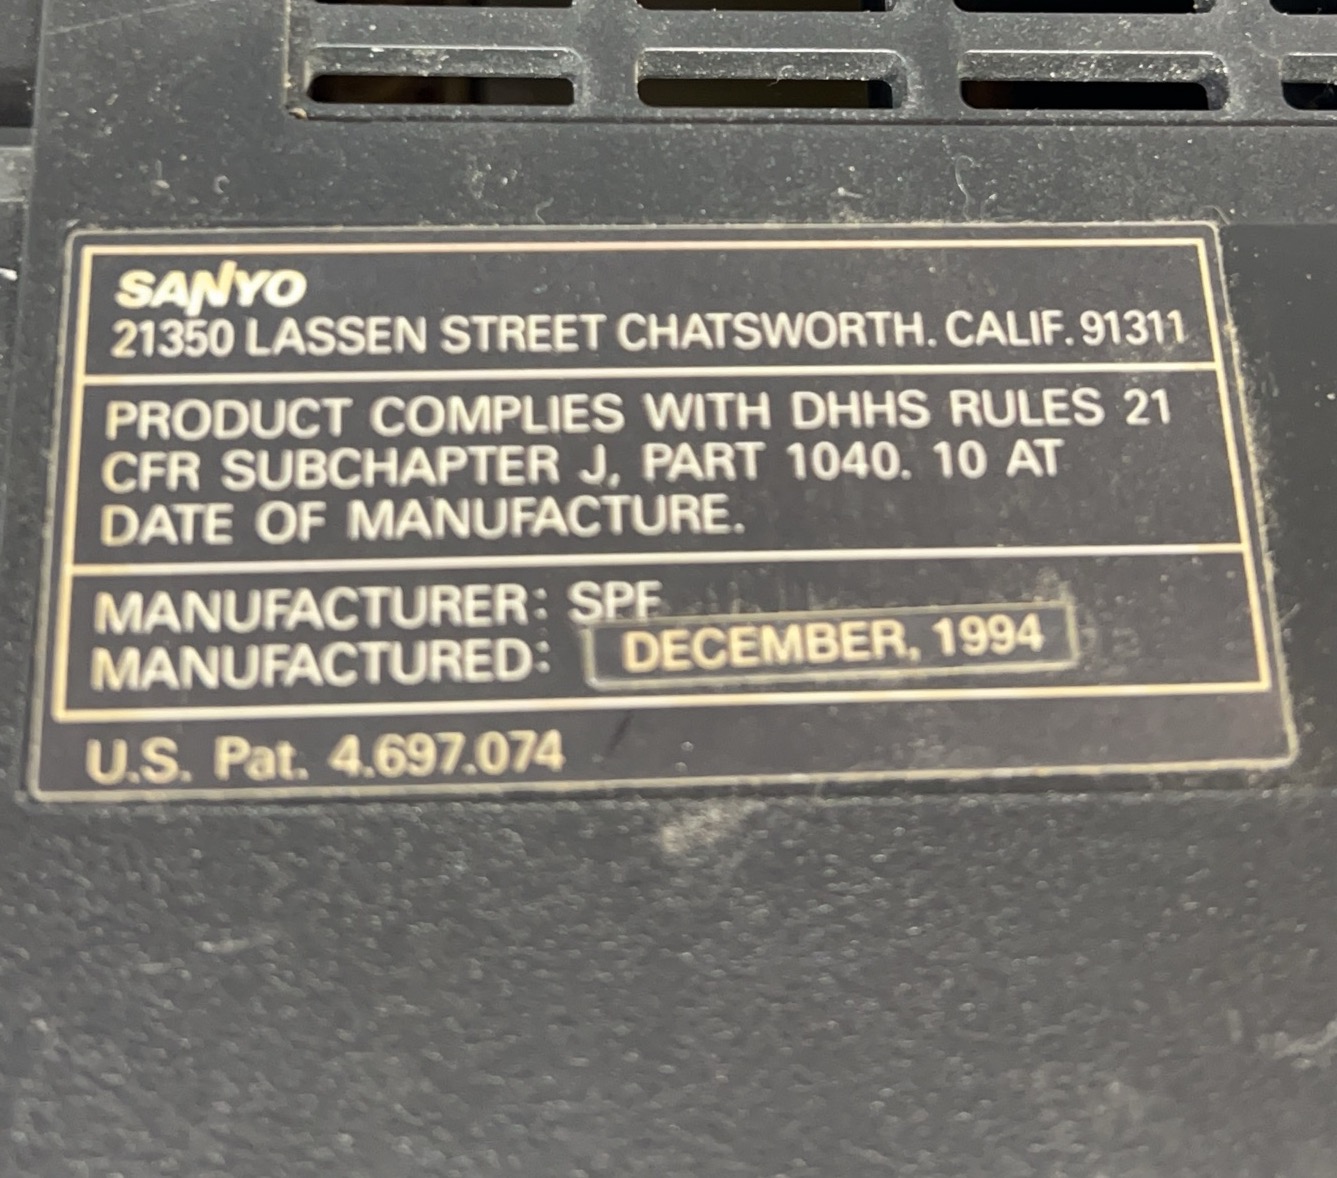 SANYO
21350 LASSEN STREET CHATSWORTH. CALIF. 91311
PRODUCT COMPLIES WITH DHHS RULES 21
CFR SUBCHAPTER J, PART 1040. 10 AT
DATE OF MANUFACTURE.
MANUFACTURER: SPF
MANUFACTURED: DECEMBER, 1994
U.S. Pat. 4.697.074